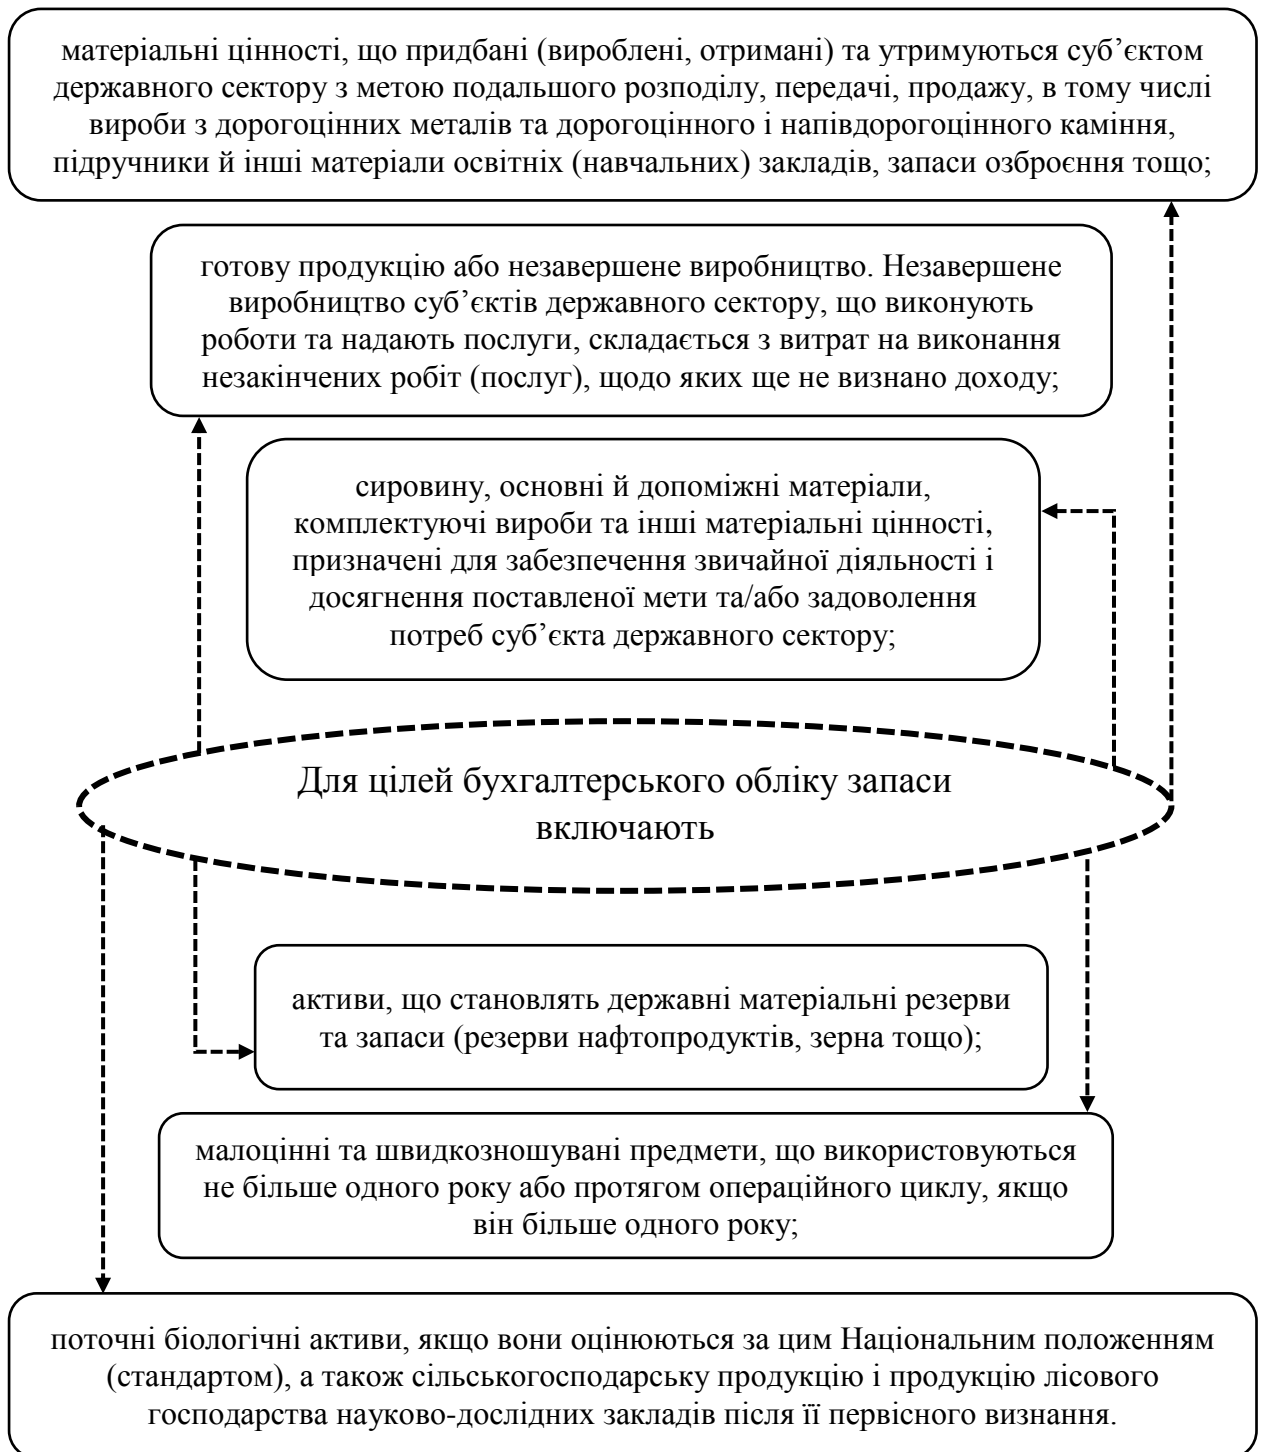 матеріальні цінності, що придбані (вироблені, отримані) та утримуються суб’єктом
державного сектору з метою подальшого розподілу, передачі, продажу, в тому числі
вироби з дорогоцінних металів та дорогоцінного і напівдорогоцінного каміння,
підручники й інші матеріали освітніх (навчальних) закладів, запаси озброєння тощо;
готову продукцію або незавершене виробництво. Незавершене
виробництво суб’єктів державного сектору, що виконують
роботи та надають послуги, складається з витрат на виконання
незакінчених робіт (послуг), щодо яких ще не визнано доходу;
сировину, основні й допоміжні матеріали,
комплектуючі вироби та інші матеріальні цінності,
призначені для забезпечення звичайної діяльності і
досягнення поставленої мети та/або задоволення
потреб суб’єкта державного сектору;
Для цілей бухгалтерського обліку запаси
включають
активи, що становлять державні матеріальні резерви
та запаси (резерви нафтопродуктів, зерна тощо);
малоцінні та швидкозношувані предмети, що використовуються
не більше одного року або протягом операційного циклу, якщо
він більше одного року;
поточні біологічні активи, якщо вони оцінюються за цим Національним положенням
(стандартом), а також сільськогосподарську продукцію і продукцію лісового
господарства науково-дослідних закладів після її первісного визнання.